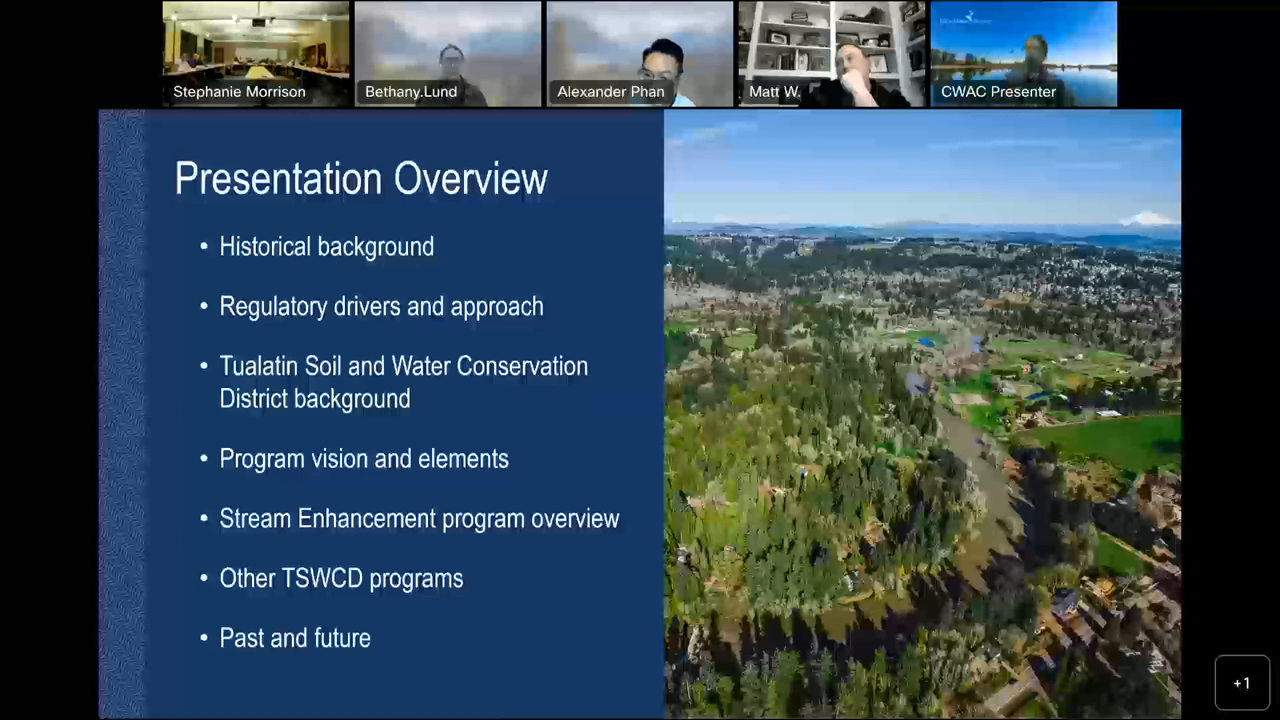 Stephanie Morrison
Bethany.Lund
Alexander Phan
Matt W.
CWAC Presenter
Presentation Overview
• Historical background
• Regulatory drivers and approach
• Tualatin Soil and Water Conservation
District background
• Program vision and elements
• Stream Enhancement program overview
• Other TSWCD programs
• Past and future
+1